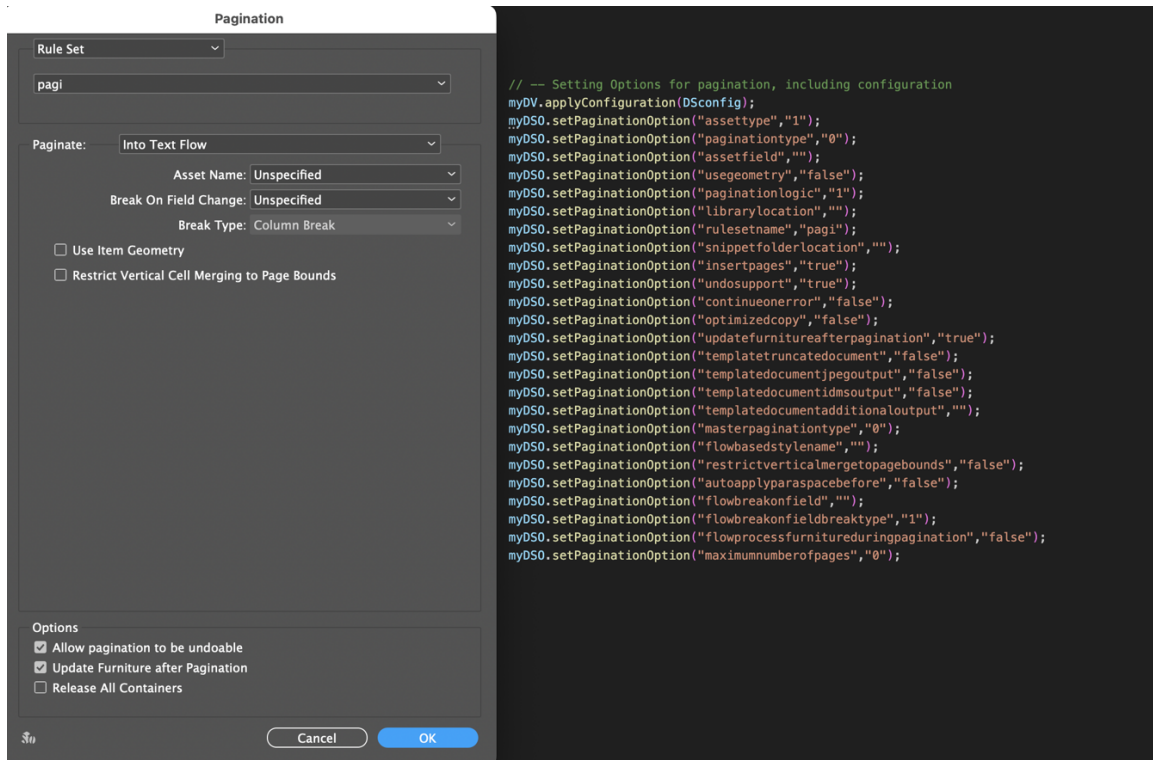 Pagination
Rule Set
pagi
Paginate: Into Text Flow
Asset Name: Unspecified
Break On Field Change: Unspecified
Break Type: Column Break
Use Item Geometry
Restrict Vertical Cell Merging to Page Bounds
Options
Allow pagination to be undoable
Update Furniture after Pagination
Release All Containers
Cancel
OK
// -- Setting Options for pagination, including configuration
myDV.applyConfiguration(DSconfig);
myDSO.setPaginationOption("assettype","1");
myDSO.setPaginationOption("paginationtype","0");
myDSO.setPaginationOption("assetfield","");
myDSO.setPaginationOption("usegeometry","false");
myDSO.setPaginationOption("paginationlogic","1");
myDSO.setPaginationOption("librarylocation","");
myDSO.setPaginationOption("rulesetname","pagi");
myDSO.setPaginationOption("snippetfolderlocation","");
myDSO.setPaginationOption("insertpages","true");
myDSO.setPaginationOption("undosupport","true");
myDSO.setPaginationOption("continueonerror","false");
myDSO.setPaginationOption("optimizedcopy","false");
myDSO.setPaginationOption("updatefurnitureafterpagination","true");
myDSO.setPaginationOption("templatetruncatedocument","false");
myDSO.setPaginationOption("templatedocumentjpegoutput","false");
myDSO.setPaginationOption("templatedocumentidmsoutput","false");
myDSO.setPaginationOption("templatedocumentadditionaloutput","");
myDSO.setPaginationOption("masterpaginationtype","0");
myDSO.setPaginationOption("flowbasedstylename","");
myDSO.setPaginationOption("restrictverticalmergetopagebounds","false");
myDSO.setPaginationOption("autoapplyparaspacebefore","false");
myDSO.setPaginationOption("flowbreakonfield","");
myDSO.setPaginationOption("flowbreakonfieldbreaktype","1");
myDSO.setPaginationOption("flowprocessfurnitureduringpagination","false");
myDSO.setPaginationOption("maximumnumberofpages","0");